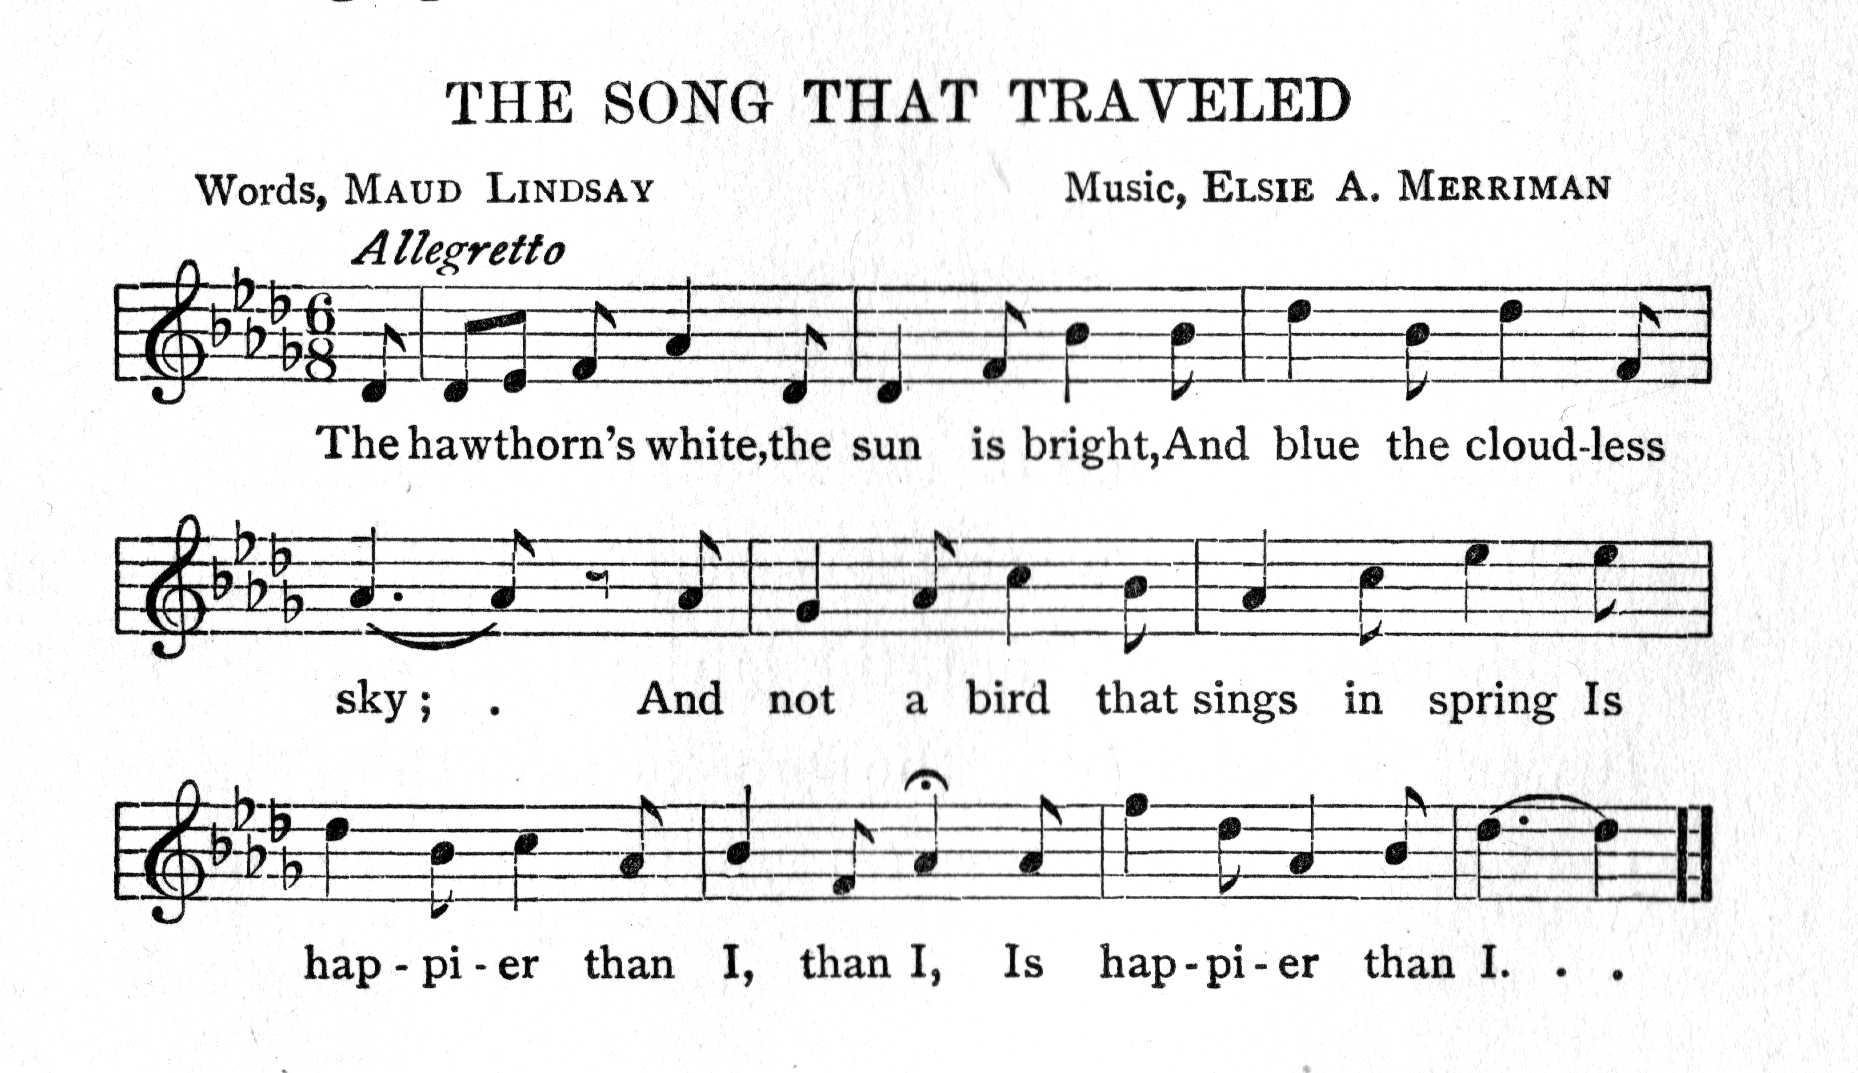 THE SONG THAT TRAVELED
Words, MAUD LINDSAY Music, ELSIE A. MERRIMAN
Allegretto
6
8
The hawthorn's white, the sun is bright, And blue the cloud-less
sky; . And not a bird that sings in spring Is
hap - pi - er than I, than I, Is hap - pi - er than I. . .